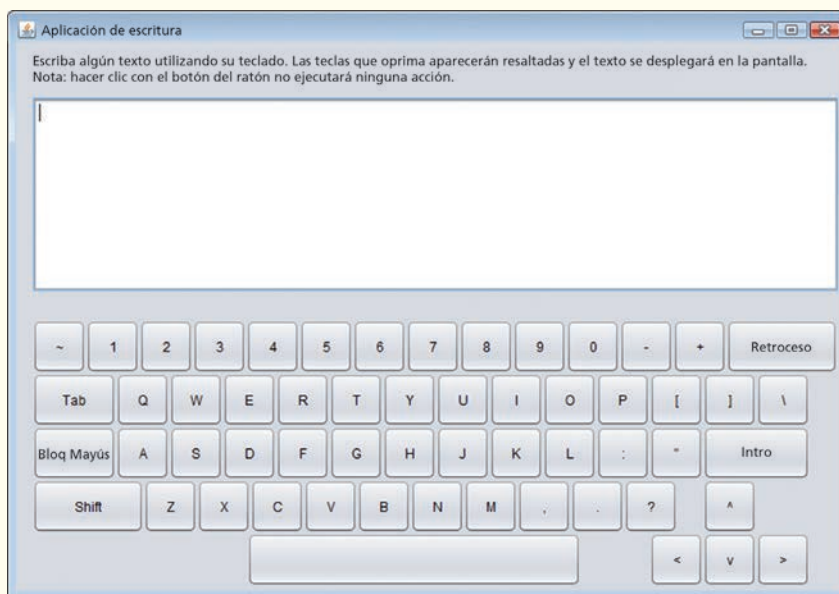 Aplicación de escritura
Escriba algún texto utilizando su teclado. Las teclas que oprima aparecerán resaltadas y el texto se desplegará en la pantalla.
Nota: hacer clic con el botón del ratón no ejecutará ninguna acción.
~ 1 2 3 4 5 6 7 8 9 0 - + Retroceso
Tab Q W E R T Y U I O P [ ] \
Bloq Mayús A S D F G H J K L : " Intro
Shift Z X C V B N M , . ? ^
< v >